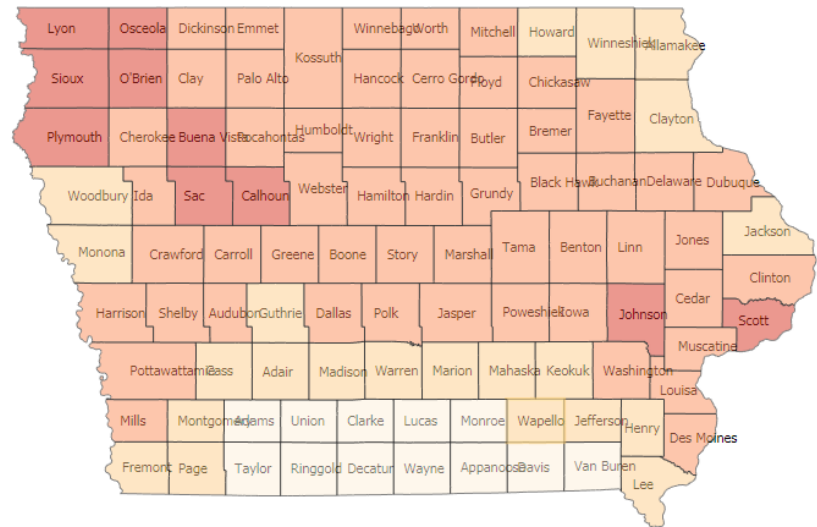 Lyon Osceola Dickinson Emmet Winnebago Worth Mitchell Howard Winneshiek Allamakee
Kossuth
Sioux O'Brien Clay Palo Alto Hancock Cerro Gordo Floyd Chickasaw
Fayette Clayton
Plymouth Cherokee Buena Vista Pocahontas Humboldt Wright Franklin Butler Bremer
Woodbury Ida Sac Calhoun Webster Hamilton Hardin Grundy Black Hawk Buchanan Delaware Dubuque
Monona Crawford Carroll Greene Boone Story Marshall Tama Benton Linn Jones Jackson
Clinton
Harrison Shelby Audubon Guthrie Dallas Polk Jasper Poweshiek Iowa Johnson Cedar Scott
Muscatine
Pottawattamie Cass Adair Madison Warren Marion Mahaska Keokuk Washington
Louisa
Mills Montgomery Adams Union Clarke Lucas Monroe Wapello Jefferson Henry Des Moines
Fremont Page Taylor Ringgold Decatur Wayne Appanoose Davis Van Buren Lee